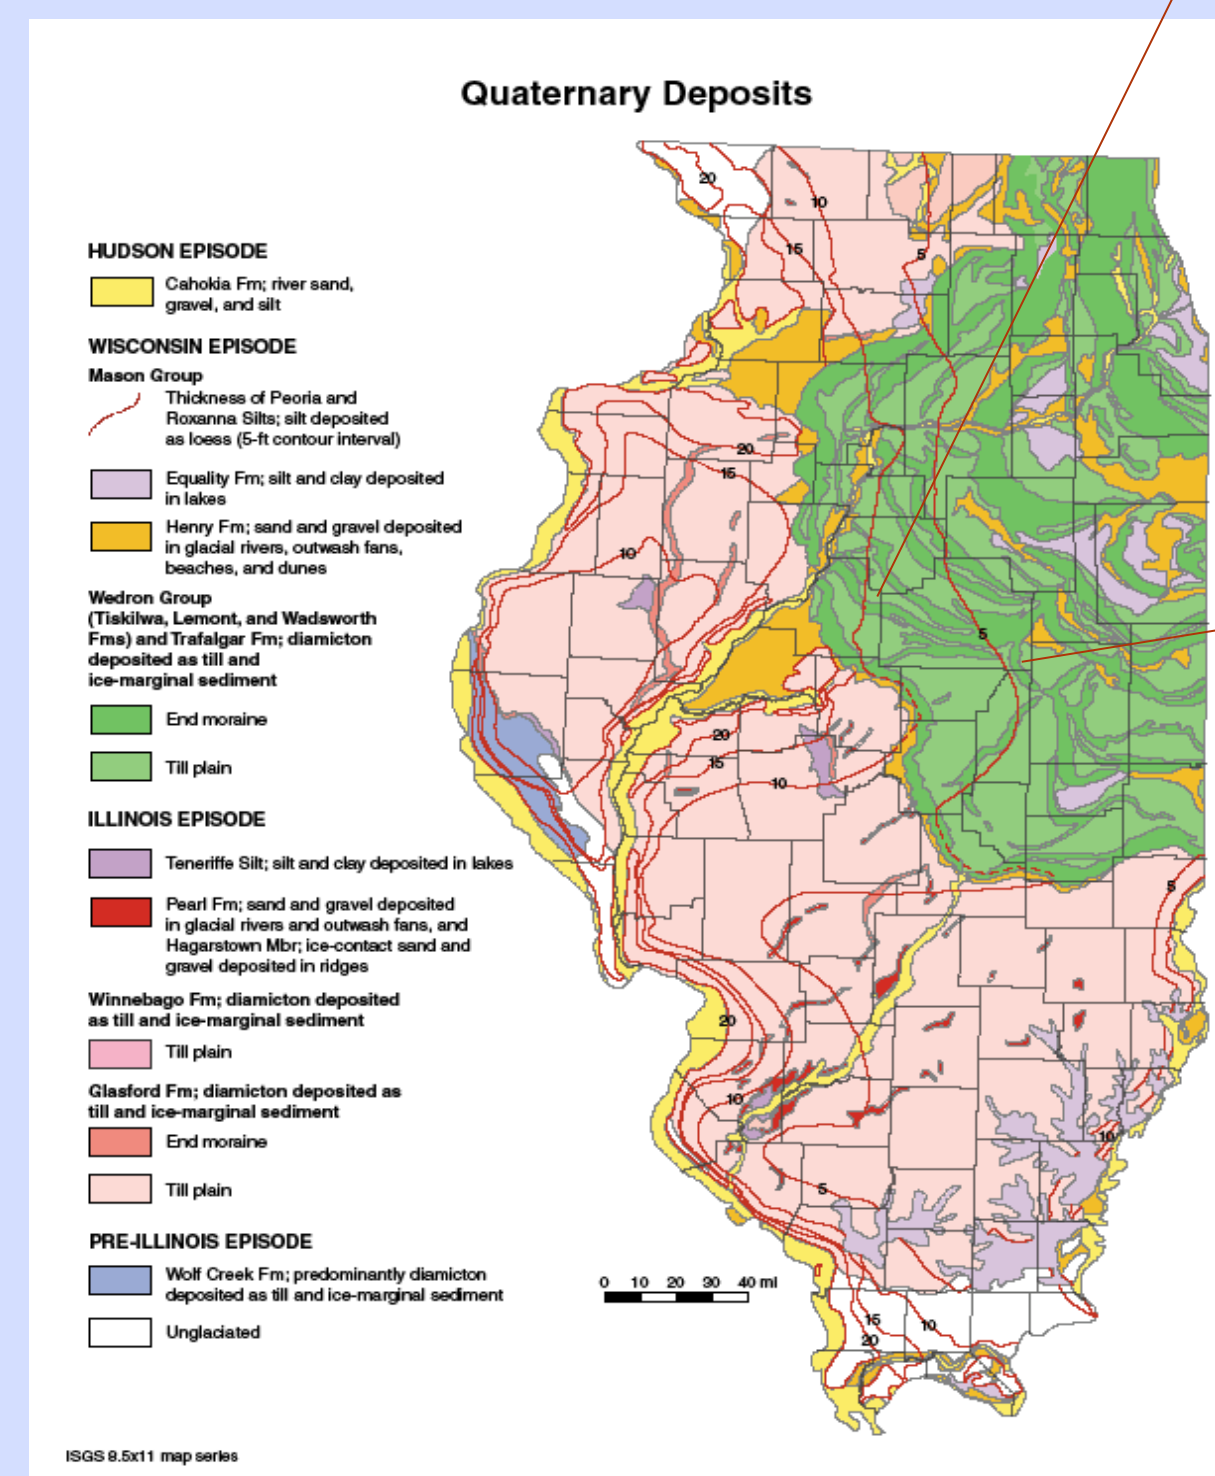 Quaternary Deposits
HUDSON EPISODE
Cahokia Fm; river sand,
gravel, and silt
WISCONSIN EPISODE
Mason Group
Thickness of Peoria and
Roxanna Silts; silt deposited
as loess (5-ft contour interval)
Equality Fm; silt and clay deposited
in lakes
Henry Fm; sand and gravel deposited
in glacial rivers, outwash fans,
beaches, and dunes
Wedron Group
(Tiskilwa, Lemont, and Wadsworth
Fms) and Trafalgar Fm; diamicton
deposited as till and
ice-marginal sediment
End moraine
Till plain
ILLINOIS EPISODE
Teneriffe Silt; silt and clay deposited in lakes
Pearl Fm; sand and gravel deposited
in glacial rivers and outwash fans, and
Hagarstown Mbr; ice-contact sand and
gravel deposited in ridges
Winnebago Fm; diamicton deposited
as till and ice-marginal sediment
Till plain
Glasford Fm; diamicton deposited as
till and ice-marginal sediment
End moraine
Till plain
PRE-ILLINOIS EPISODE
Wolf Creek Fm; predominantly diamicton
deposited as till and ice-marginal sediment
Unglaciated
ISGS 8.5x11 map series
20
10
15
5
20
15
10
5
20
15
10
5
20
10
10
5
15
10
20
0 10 20 30 40 mi